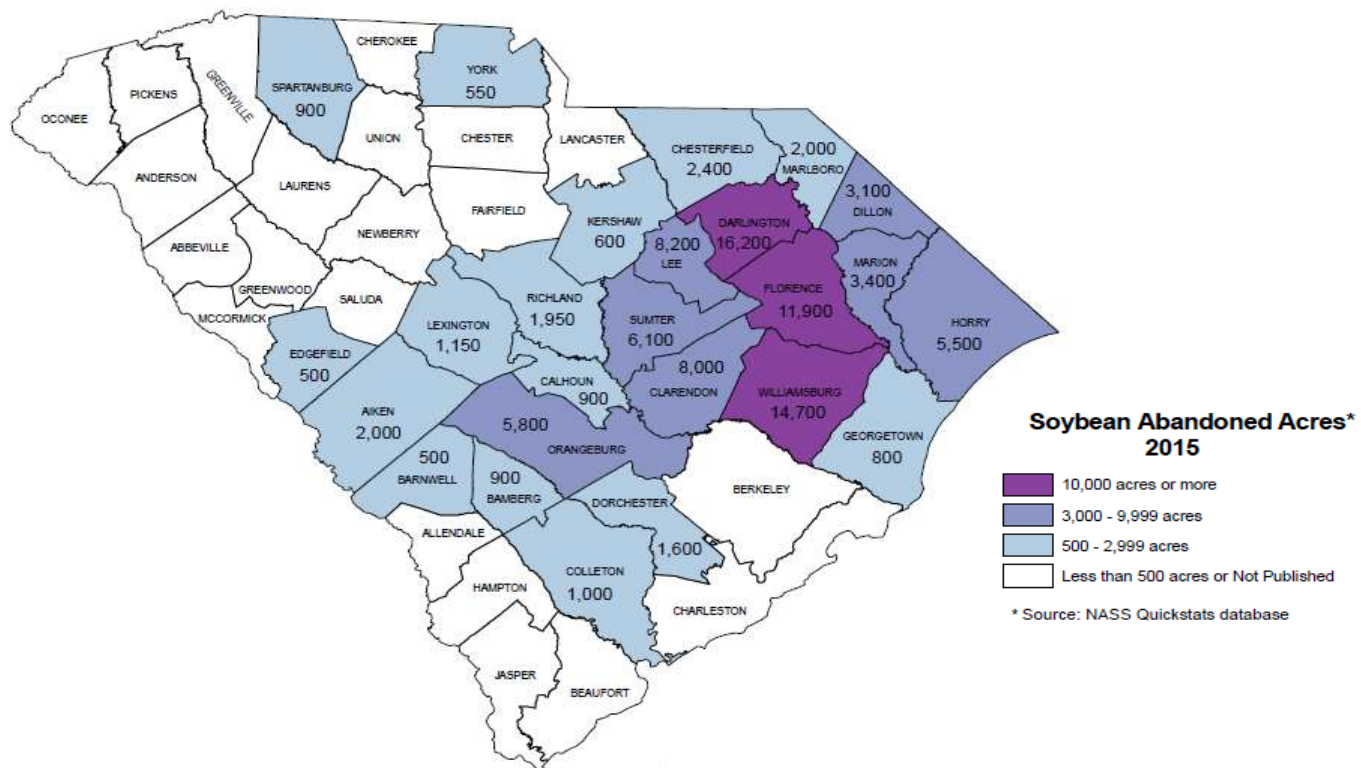 CHEROKEE
YORK
550
GREENVILLE
SPARTANBURG
900
PICKENS
OCONEE
UNION
CHESTER
LANCASTER
CHESTERFIELD
2,400
2,000
MARLBORO
ANDERSON
LAURENS
3,100
DILLON
FAIRFIELD
KERSHAW
600
DARLINGTON
16,200
NEWBERRY
ABBEVILLE
8,200
LEE
MARION
3,400
GREENWOOD
SALUDA
RICHLAND
1,950
FLORENCE
11,900
MCCORMICK
LEXINGTON
1,150
SUMTER
6,100
HORRY
5,500
EDGEFIELD
500
CALHOUN
900
8,000
CLARENDON
WILLIAMSBURG
14,700
AIKEN
2,000
5,800
ORANGEBURG
GEORGETOWN
800
500
BARNWELL
900
BAMBERG
DORCHESTER
1,600
BERKELEY
ALLENDALE
COLLETON
1,000
HAMPTON
CHARLESTON
JASPER
BEAUFORT
Soybean Abandoned Acres*
2015
10,000 acres or more
3,000 - 9,999 acres
500 - 2,999 acres
Less than 500 acres or Not Published
* Source: NASS Quickstats database